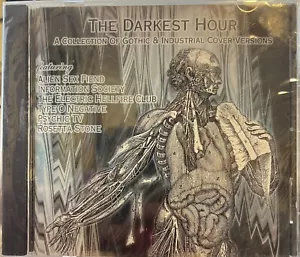 THE DARKEST HOUR
A COLLECTION OF GOTHIC & INDUSTRIAL COVER VERSIONS
featuring
ALIEN SEX FIEND
INFORMATION SOCIETY
THE ELECTRIC HELLFIRE CLUB
TYPE O NEGATIVE
PSYCHIC TV
ROSETTA STONE